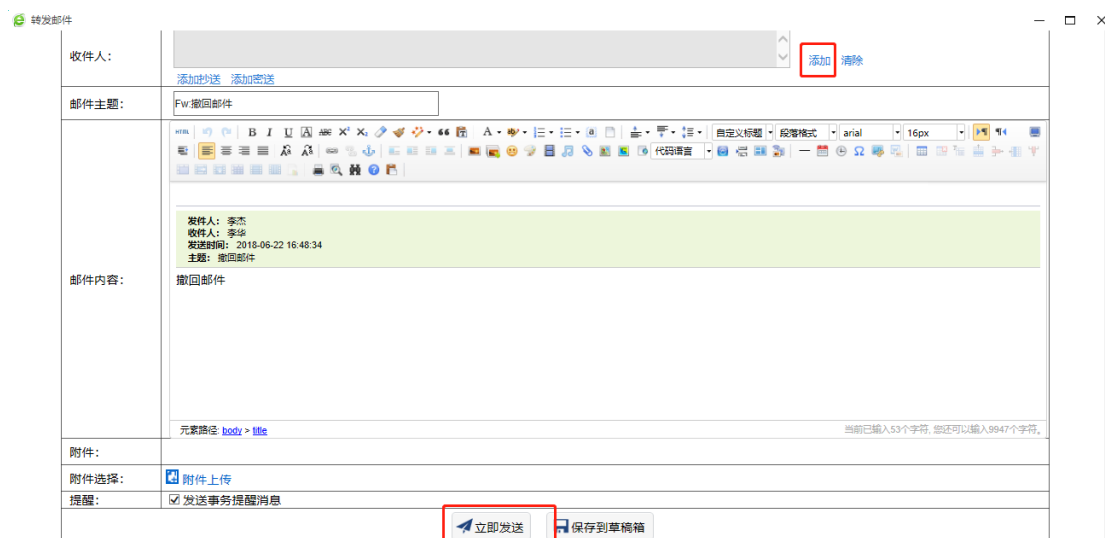 转发邮件
收件人：
添加 清除
添加抄送 添加密送
邮件主题：
Fw:撤回邮件
HTML B I U A ABC X² X₂ A 自定义标题 段落格式 arial 16px
代码语言
发件人： 李杰
收件人： 李华
发送时间： 2018-06-22 16:48:34
主题： 撤回邮件
邮件内容：
撤回邮件
元素路径: body > title
当前已输入53个字符, 您还可以输入9947个字符。
附件：
附件选择：
附件上传
提醒：
发送事务提醒消息
立即发送
保存到草稿箱